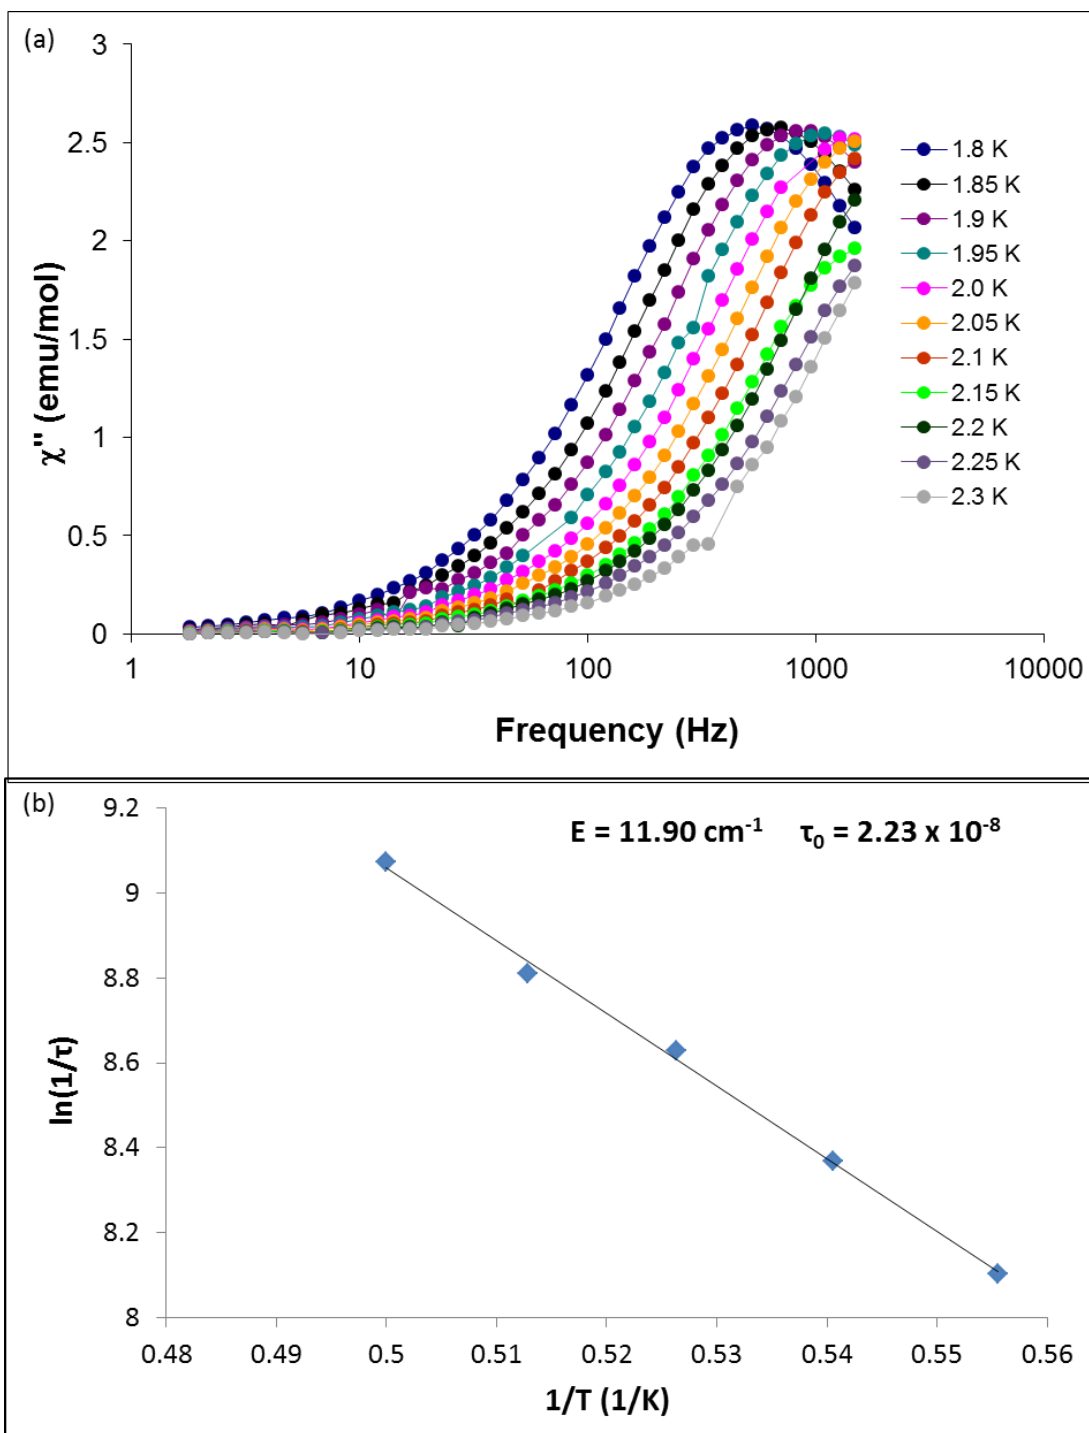 (a)
3
2.5
2
1.5
1
0.5
0
χ" (emu/mol)
1 10 100 1000 10000
Frequency (Hz)
1.8 K
1.85 K
1.9 K
1.95 K
2.0 K
2.05 K
2.1 K
2.15 K
2.2 K
2.25 K
2.3 K
(b)
E = 11.90 cm⁻¹ τ₀ = 2.23 x 10⁻⁸
9.2
9
8.8
8.6
8.4
8.2
8
ln(1/τ)
0.48 0.49 0.5 0.51 0.52 0.53 0.54 0.55 0.56
1/T (1/K)